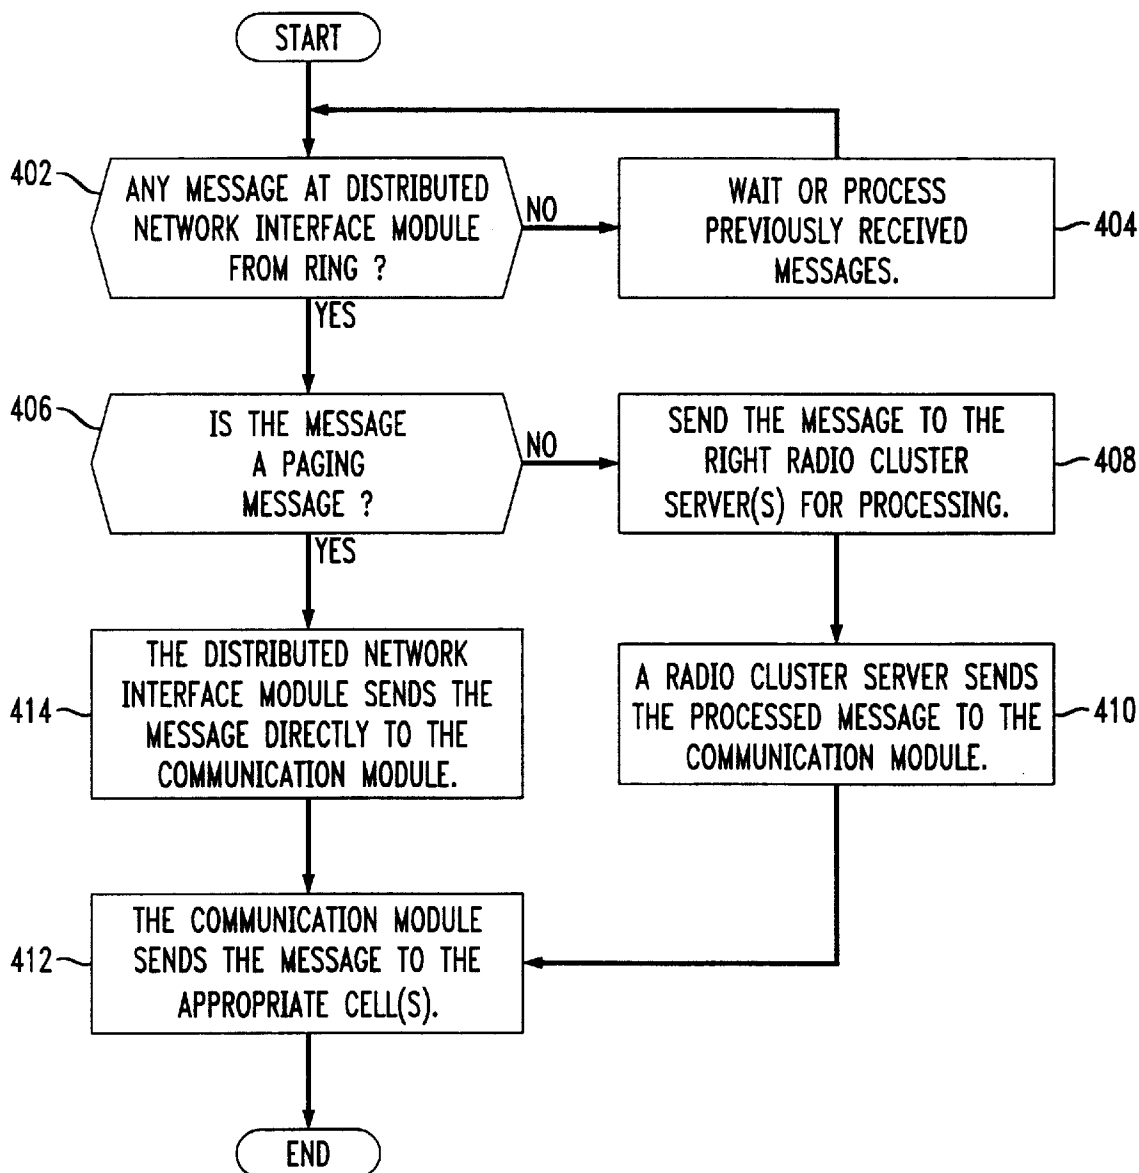 START
402
ANY MESSAGE AT DISTRIBUTED
NETWORK INTERFACE MODULE
FROM RING ?
NO
YES
WAIT OR PROCESS
PREVIOUSLY RECEIVED
MESSAGES.
404
406
IS THE MESSAGE
A PAGING
MESSAGE ?
NO
YES
SEND THE MESSAGE TO THE
RIGHT RADIO CLUSTER
SERVER(S) FOR PROCESSING.
408
414
THE DISTRIBUTED NETWORK
INTERFACE MODULE SENDS THE
MESSAGE DIRECTLY TO THE
COMMUNICATION MODULE.
A RADIO CLUSTER SERVER SENDS
THE PROCESSED MESSAGE TO THE
COMMUNICATION MODULE.
410
412
THE COMMUNICATION MODULE
SENDS THE MESSAGE TO THE
APPROPRIATE CELL(S).
END